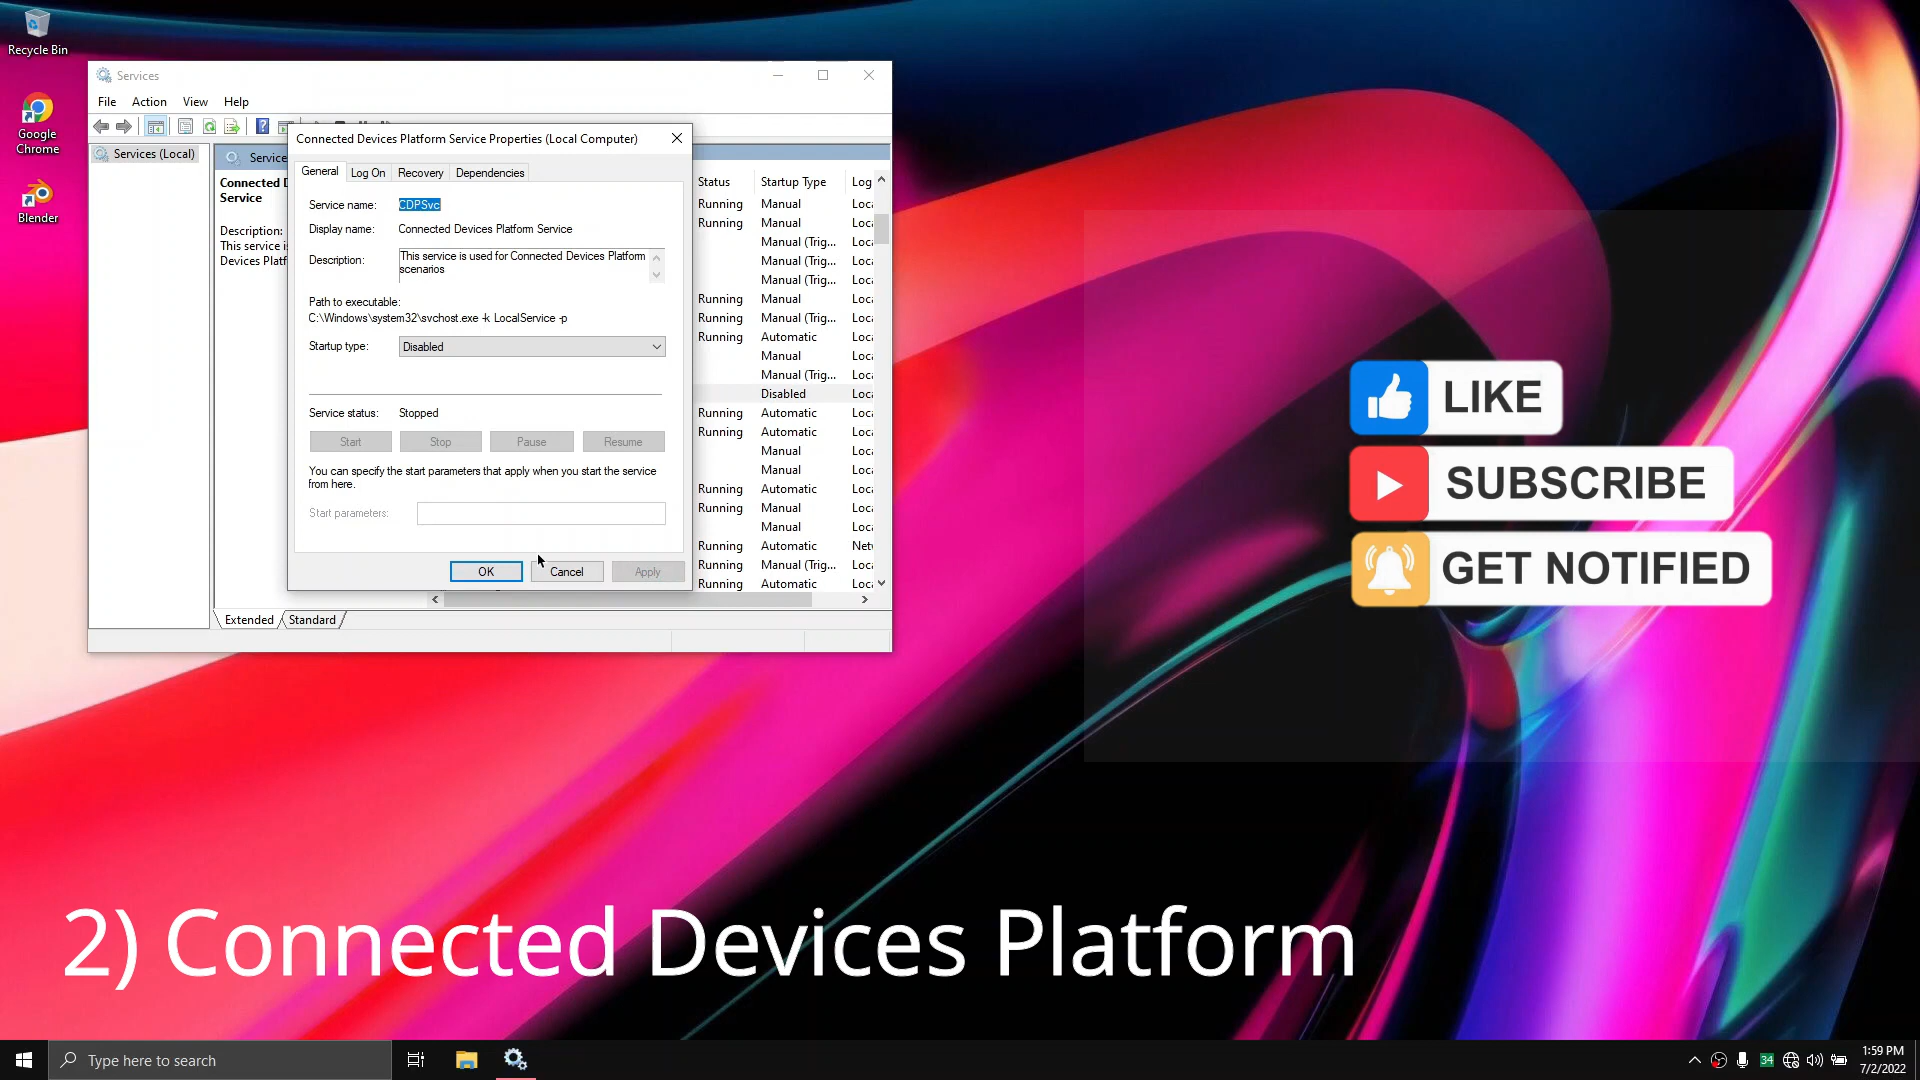 Recycle Bin
Google
Chrome
Blender
Services
File Action View Help
Services (Local)
Service
Connected D
Service
Description:
This service i
Devices Platf
Connected Devices Platform Service Properties (Local Computer)
General Log On Recovery Dependencies
Service name: CDPSvc
Display name: Connected Devices Platform Service
Description: This service is used for Connected Devices Platform
scenarios
Path to executable:
C:\Windows\system32\svchost.exe -k LocalService -p
Startup type: Disabled
Service status: Stopped
Start Stop Pause Resume
You can specify the start parameters that apply when you start the service
from here.
Start parameters:
OK Cancel Apply
Status Startup Type Log
Running Manual Loca
Running Manual Loca
Manual (Trig... Loca
Manual (Trig... Loca
Manual (Trig... Loca
Running Manual Loca
Running Manual (Trig... Loca
Running Automatic Loca
Manual Loca
Manual (Trig... Loca
Disabled Loca
Running Automatic Loca
Running Automatic Loca
Manual Loca
Manual Loca
Running Automatic Loca
Running Manual Loca
Manual Loca
Running Automatic Net
Running Manual (Trig... Loca
Running Automatic Loca
Extended Standard
LIKE
SUBSCRIBE
GET NOTIFIED
2) Connected Devices Platform
Type here to search
34
1:59 PM
7/2/2022